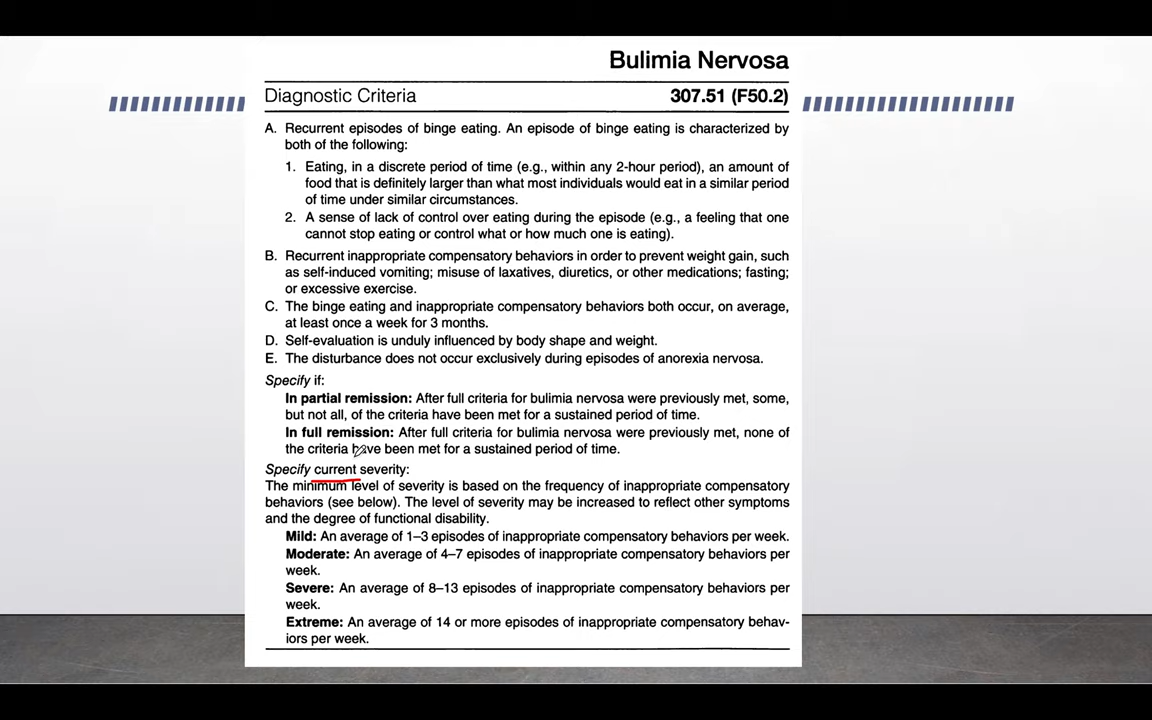 Bulimia Nervosa
Diagnostic Criteria 307.51 (F50.2)
A. Recurrent episodes of binge eating. An episode of binge eating is characterized by
both of the following:
1. Eating, in a discrete period of time (e.g., within any 2-hour period), an amount of
food that is definitely larger than what most individuals would eat in a similar period
of time under similar circumstances.
2. A sense of lack of control over eating during the episode (e.g., a feeling that one
cannot stop eating or control what or how much one is eating).
B. Recurrent inappropriate compensatory behaviors in order to prevent weight gain, such
as self-induced vomiting; misuse of laxatives, diuretics, or other medications; fasting;
or excessive exercise.
C. The binge eating and inappropriate compensatory behaviors both occur, on average,
at least once a week for 3 months.
D. Self-evaluation is unduly influenced by body shape and weight.
E. The disturbance does not occur exclusively during episodes of anorexia nervosa.
Specify if:
In partial remission: After full criteria for bulimia nervosa were previously met, some,
but not all, of the criteria have been met for a sustained period of time.
In full remission: After full criteria for bulimia nervosa were previously met, none of
the criteria have been met for a sustained period of time.
Specify current severity:
The minimum level of severity is based on the frequency of inappropriate compensatory
behaviors (see below). The level of severity may be increased to reflect other symptoms
and the degree of functional disability.
Mild: An average of 1–3 episodes of inappropriate compensatory behaviors per week.
Moderate: An average of 4–7 episodes of inappropriate compensatory behaviors per
week.
Severe: An average of 8–13 episodes of inappropriate compensatory behaviors per
week.
Extreme: An average of 14 or more episodes of inappropriate compensatory behav-
iors per week.